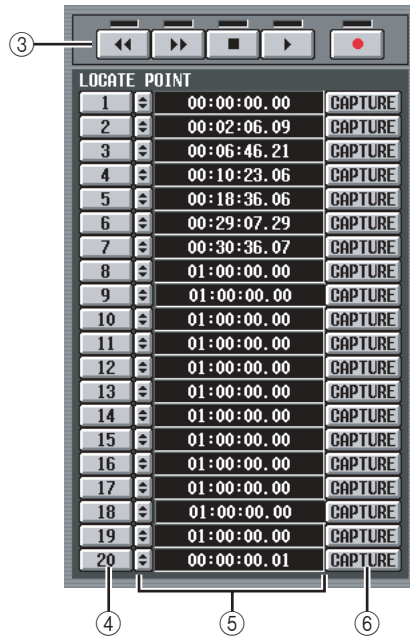 ③
LOCATE POINT
1 00:00:00.00 CAPTURE
2 00:02:06.09 CAPTURE
3 00:06:46.21 CAPTURE
4 00:10:23.06 CAPTURE
5 00:18:36.06 CAPTURE
6 00:29:07.29 CAPTURE
7 00:30:36.07 CAPTURE
8 01:00:00.00 CAPTURE
9 01:00:00.00 CAPTURE
10 01:00:00.00 CAPTURE
11 01:00:00.00 CAPTURE
12 01:00:00.00 CAPTURE
13 01:00:00.00 CAPTURE
14 01:00:00.00 CAPTURE
15 01:00:00.00 CAPTURE
16 01:00:00.00 CAPTURE
17 01:00:00.00 CAPTURE
18 01:00:00.00 CAPTURE
19 01:00:00.00 CAPTURE
20 00:00:00.01 CAPTURE
④ ⑤ ⑥